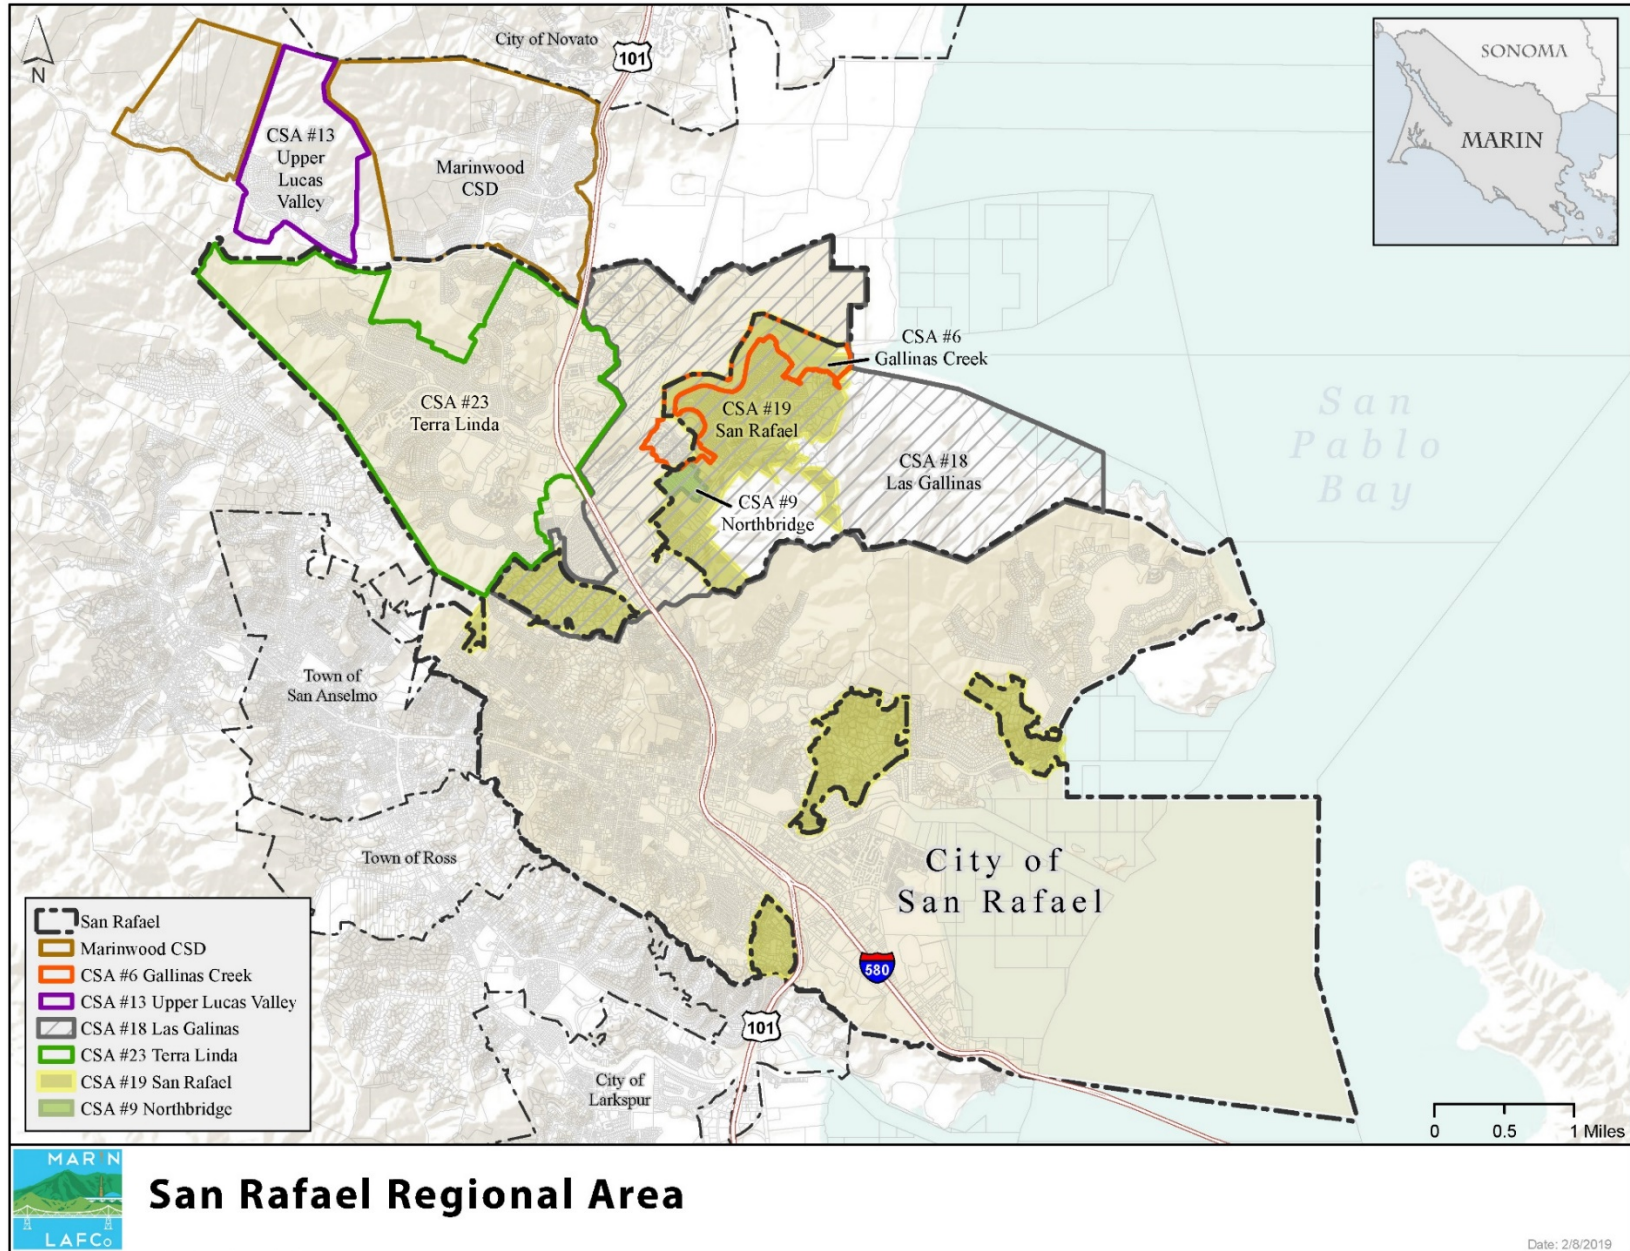 N
City of Novato
101
SONOMA
MARIN
CSA #13
Upper
Lucas
Valley
Marinwood
CSD
CSA #6
Gallinas Creek
CSA #23
Terra Linda
CSA #19
San Rafael
CSA #18
Las Gallinas
CSA #9
Northbridge
San
Pablo
Bay
Town of
San Anselmo
Town of Ross
City of
San Rafael
580
101
City of
Larkspur
San Rafael
Marinwood CSD
CSA #6 Gallinas Creek
CSA #13 Upper Lucas Valley
CSA #18 Las Galinas
CSA #23 Terra Linda
CSA #19 San Rafael
CSA #9 Northbridge
0 0.5 1 Miles
MARIN
LAFCo
San Rafael Regional Area
Date: 2/8/2019